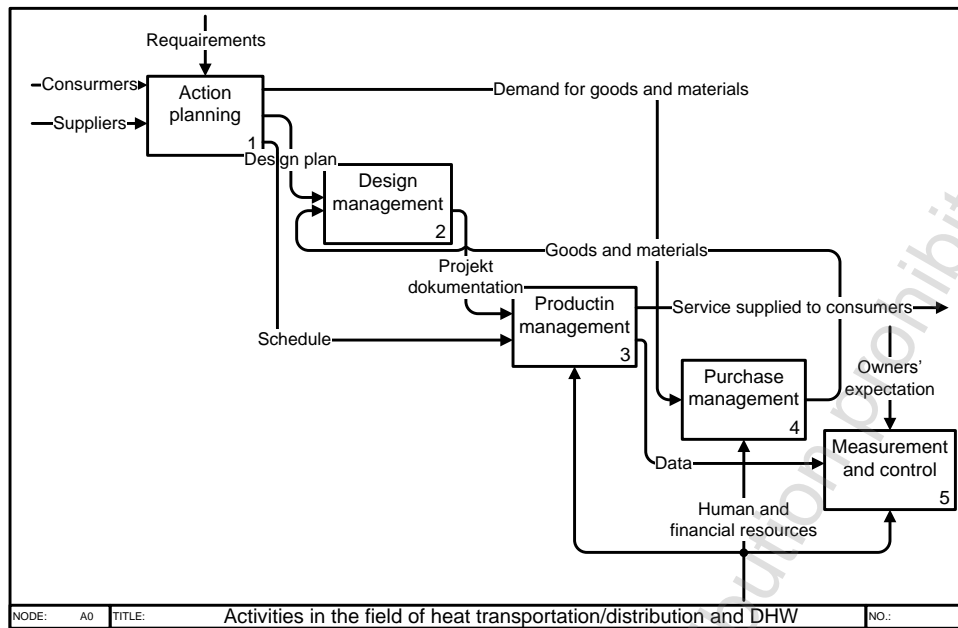 Requairements
Consurmers
Suppliers
Action
planning
1
Demand for goods and materials
Design plan
Design
management
2
Goods and materials
Projekt
dokumentation
Schedule
Productin
management
3
Service supplied to consumers
Owners'
expectation
Purchase
management
4
Data
Measurement
and control
5
Human and
financial resources
NODE: A0 TITLE: Activities in the field of heat transportation/distribution and DHW NO.: